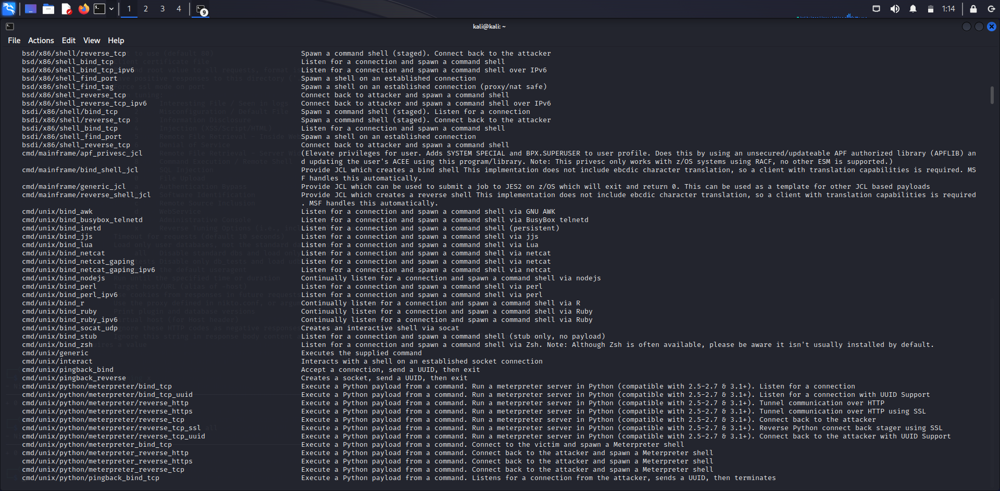 1 2 3 4 9 1:14
kali@kali: ~
File Actions Edit View Help
bsd/x86/shell/reverse_tcp Spawn a command shell (staged). Connect back to the attacker
bsd/x86/shell_bind_tcp Listen for a connection and spawn a command shell
bsd/x86/shell_bind_tcp_ipv6 Listen for a connection and spawn a command shell over IPv6
bsd/x86/shell_find_port Spawn a shell on an established connection
bsd/x86/shell_find_tag Spawn a shell on an established connection (proxy/nat safe)
bsd/x86/shell_reverse_tcp Connect back to attacker and spawn a command shell
bsd/x86/shell_reverse_tcp_ipv6 Connect back to attacker and spawn a command shell over IPv6
bsdi/x86/shell/bind_tcp Spawn a command shell (staged). Listen for a connection
bsdi/x86/shell/reverse_tcp Spawn a command shell (staged). Connect back to the attacker
bsdi/x86/shell_bind_tcp Listen for a connection and spawn a command shell
bsdi/x86/shell_find_port Spawn a shell on an established connection
bsdi/x86/shell_reverse_tcp Connect back to attacker and spawn a command shell
cmd/mainframe/apf_privesc_jcl (Elevate privileges for user. Adds SYSTEM SPECIAL and BPX.SUPERUSER to user profile. Does this by using an unsecured/updateable APF authorized library (APFLIB) an
d updating the user's ACEE using this program/library. Note: This privesc only works with z/OS systems using RACF, no other ESM is supported.)
cmd/mainframe/bind_shell_jcl Provide JCL which creates a bind shell This implmentation does not include ebcdic character translation, so a client with translation capabilities is required. MS
F handles this automatically.
cmd/mainframe/generic_jcl Provide JCL which can be used to submit a job to JES2 on z/OS which will exit and return 0. This can be used as a template for other JCL based payloads
cmd/mainframe/reverse_shell_jcl Provide JCL which creates a reverse shell This implementation does not include ebcdic character translation, so a client with translation capabilities is required
. MSF handles this automatically.
cmd/unix/bind_awk Listen for a connection and spawn a command shell via GNU AWK
cmd/unix/bind_busybox_telnetd Listen for a connection and spawn a command shell via BusyBox telnetd
cmd/unix/bind_inetd Listen for a connection and spawn a command shell (persistent)
cmd/unix/bind_jjs Listen for a connection and spawn a command shell via jjs
cmd/unix/bind_lua Listen for a connection and spawn a command shell via Lua
cmd/unix/bind_netcat Listen for a connection and spawn a command shell via netcat
cmd/unix/bind_netcat_gaping Listen for a connection and spawn a command shell via netcat
cmd/unix/bind_netcat_gaping_ipv6 Listen for a connection and spawn a command shell via netcat
cmd/unix/bind_nodejs Continually listen for a connection and spawn a command shell via nodejs
cmd/unix/bind_perl Listen for a connection and spawn a command shell via perl
cmd/unix/bind_perl_ipv6 Listen for a connection and spawn a command shell via perl
cmd/unix/bind_r Continually listen for a connection and spawn a command shell via R
cmd/unix/bind_ruby Continually listen for a connection and spawn a command shell via Ruby
cmd/unix/bind_ruby_ipv6 Continually listen for a connection and spawn a command shell via Ruby
cmd/unix/bind_socat_udp Creates an interactive shell via socat
cmd/unix/bind_stub Listen for a connection and spawn a command shell (stub only, no payload)
cmd/unix/bind_zsh Listen for a connection and spawn a command shell via Zsh. Note: Although Zsh is often available, please be aware it isn't usually installed by default.
cmd/unix/generic Executes the supplied command
cmd/unix/interact Interacts with a shell on an established socket connection
cmd/unix/pingback_bind Accept a connection, send a UUID, then exit
cmd/unix/pingback_reverse Creates a socket, send a UUID, then exit
cmd/unix/python/meterpreter/bind_tcp Execute a Python payload from a command. Run a meterpreter server in Python (compatible with 2.5-2.7 & 3.1+). Listen for a connection
cmd/unix/python/meterpreter/bind_tcp_uuid Execute a Python payload from a command. Run a meterpreter server in Python (compatible with 2.5-2.7 & 3.1+). Listen for a connection with UUID Support
cmd/unix/python/meterpreter/reverse_http Execute a Python payload from a command. Run a meterpreter server in Python (compatible with 2.5-2.7 & 3.1+). Tunnel communication over HTTP
cmd/unix/python/meterpreter/reverse_https Execute a Python payload from a command. Run a meterpreter server in Python (compatible with 2.5-2.7 & 3.1+). Tunnel communication over HTTP using SSL
cmd/unix/python/meterpreter/reverse_tcp Execute a Python payload from a command. Run a meterpreter server in Python (compatible with 2.5-2.7 & 3.1+). Connect back to the attacker
cmd/unix/python/meterpreter/reverse_tcp_ssl Execute a Python payload from a command. Run a meterpreter server in Python (compatible with 2.5-2.7 & 3.1+). Reverse Python connect back stager using SSL
cmd/unix/python/meterpreter/reverse_tcp_uuid Execute a Python payload from a command. Run a meterpreter server in Python (compatible with 2.5-2.7 & 3.1+). Connect back to the attacker with UUID Support
cmd/unix/python/meterpreter_bind_tcp Execute a Python payload from a command. Connect to the victim and spawn a Meterpreter shell
cmd/unix/python/meterpreter_reverse_http Execute a Python payload from a command. Connect back to the attacker and spawn a Meterpreter shell
cmd/unix/python/meterpreter_reverse_https Execute a Python payload from a command. Connect back to the attacker and spawn a Meterpreter shell
cmd/unix/python/meterpreter_reverse_tcp Execute a Python payload from a command. Connect back to the attacker and spawn a Meterpreter shell
cmd/unix/python/pingback_bind_tcp Execute a Python payload from a command. Listens for a connection from the attacker, sends a UUID, then terminates